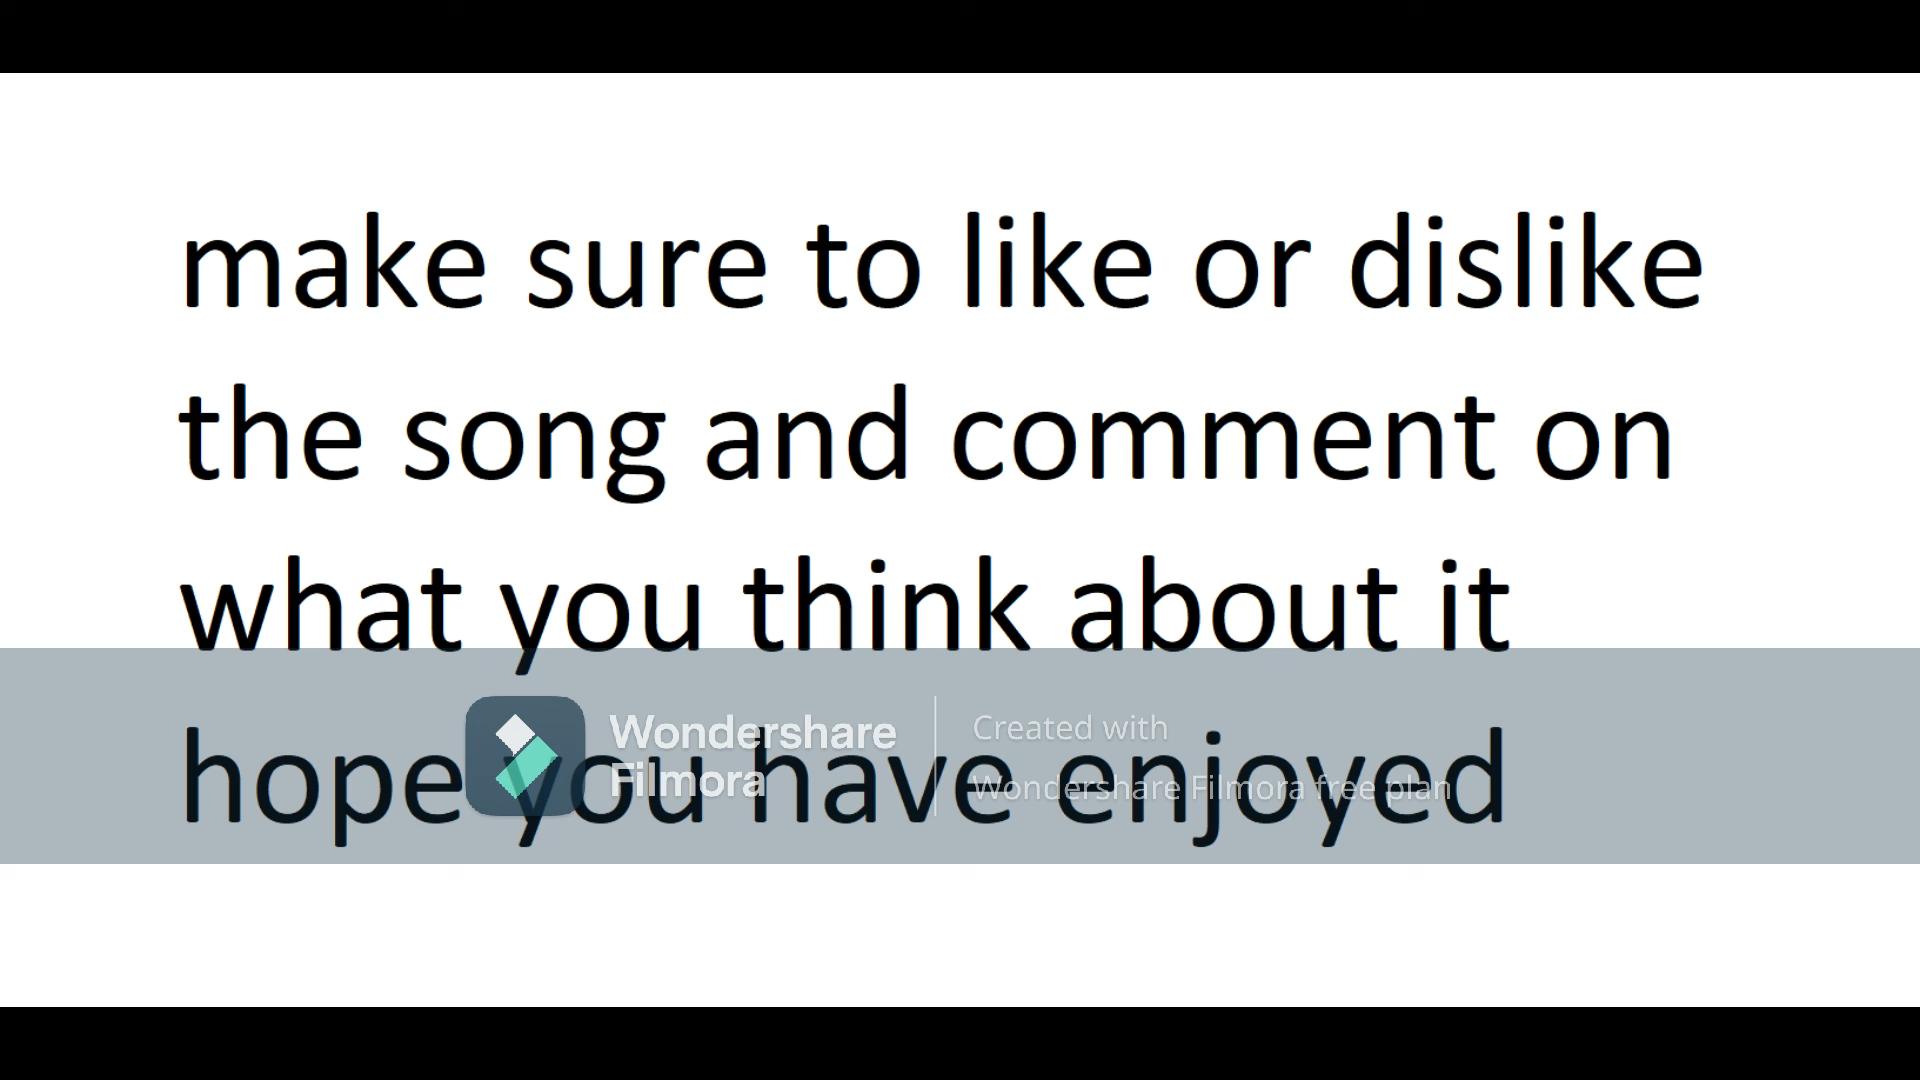 make sure to like or dislike
the song and comment on
what you think about it
hope you have enjoyed
Wondershare
Filmora
Created with
Wondershare Filmora free plan